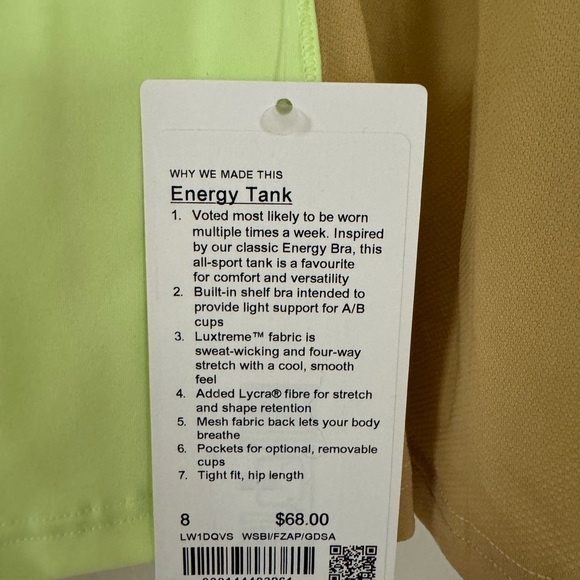 WHY WE MADE THIS
Energy Tank
1. Voted most likely to be worn
multiple times a week. Inspired
by our classic Energy Bra, this
all-sport tank is a favourite
for comfort and versatility
2. Built-in shelf bra intended to
provide light support for A/B
cups
3. Luxtreme™ fabric is
sweat-wicking and four-way
stretch with a cool, smooth
feel
4. Added Lycra® fibre for stretch
and shape retention
5. Mesh fabric back lets your body
breathe
6. Pockets for optional, removable
cups
7. Tight fit, hip length
8 $68.00
LW1DQVS WSBI/FZAP/GDSA